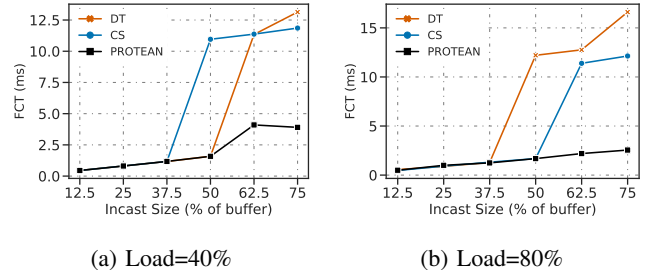 DT
CS
PROTEAN
FCT (ms)
12.5
10.0
7.5
5.0
2.5
0.0
12.5 25 37.5 50 62.5 75
Incast Size (% of buffer)
(a) Load=40%
DT
CS
PROTEAN
FCT (ms)
15
10
5
0
12.5 25 37.5 50 62.5 75
Incast Size (% of buffer)
(b) Load=80%